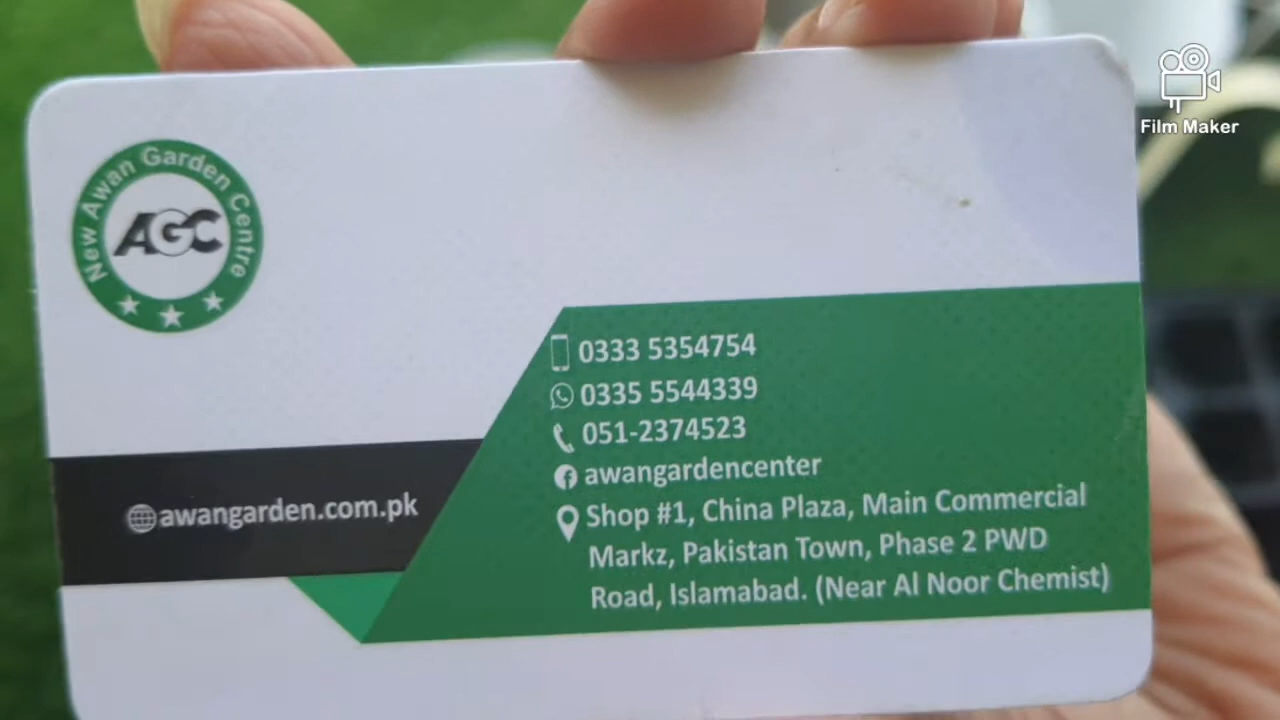 Film Maker
New Awan Garden Centre
AGC
0333 5354754
0335 5544339
051-2374523
awangardencenter
awangarden.com.pk
Shop #1, China Plaza, Main Commercial
Markz, Pakistan Town, Phase 2 PWD
Road, Islamabad. (Near Al Noor Chemist)